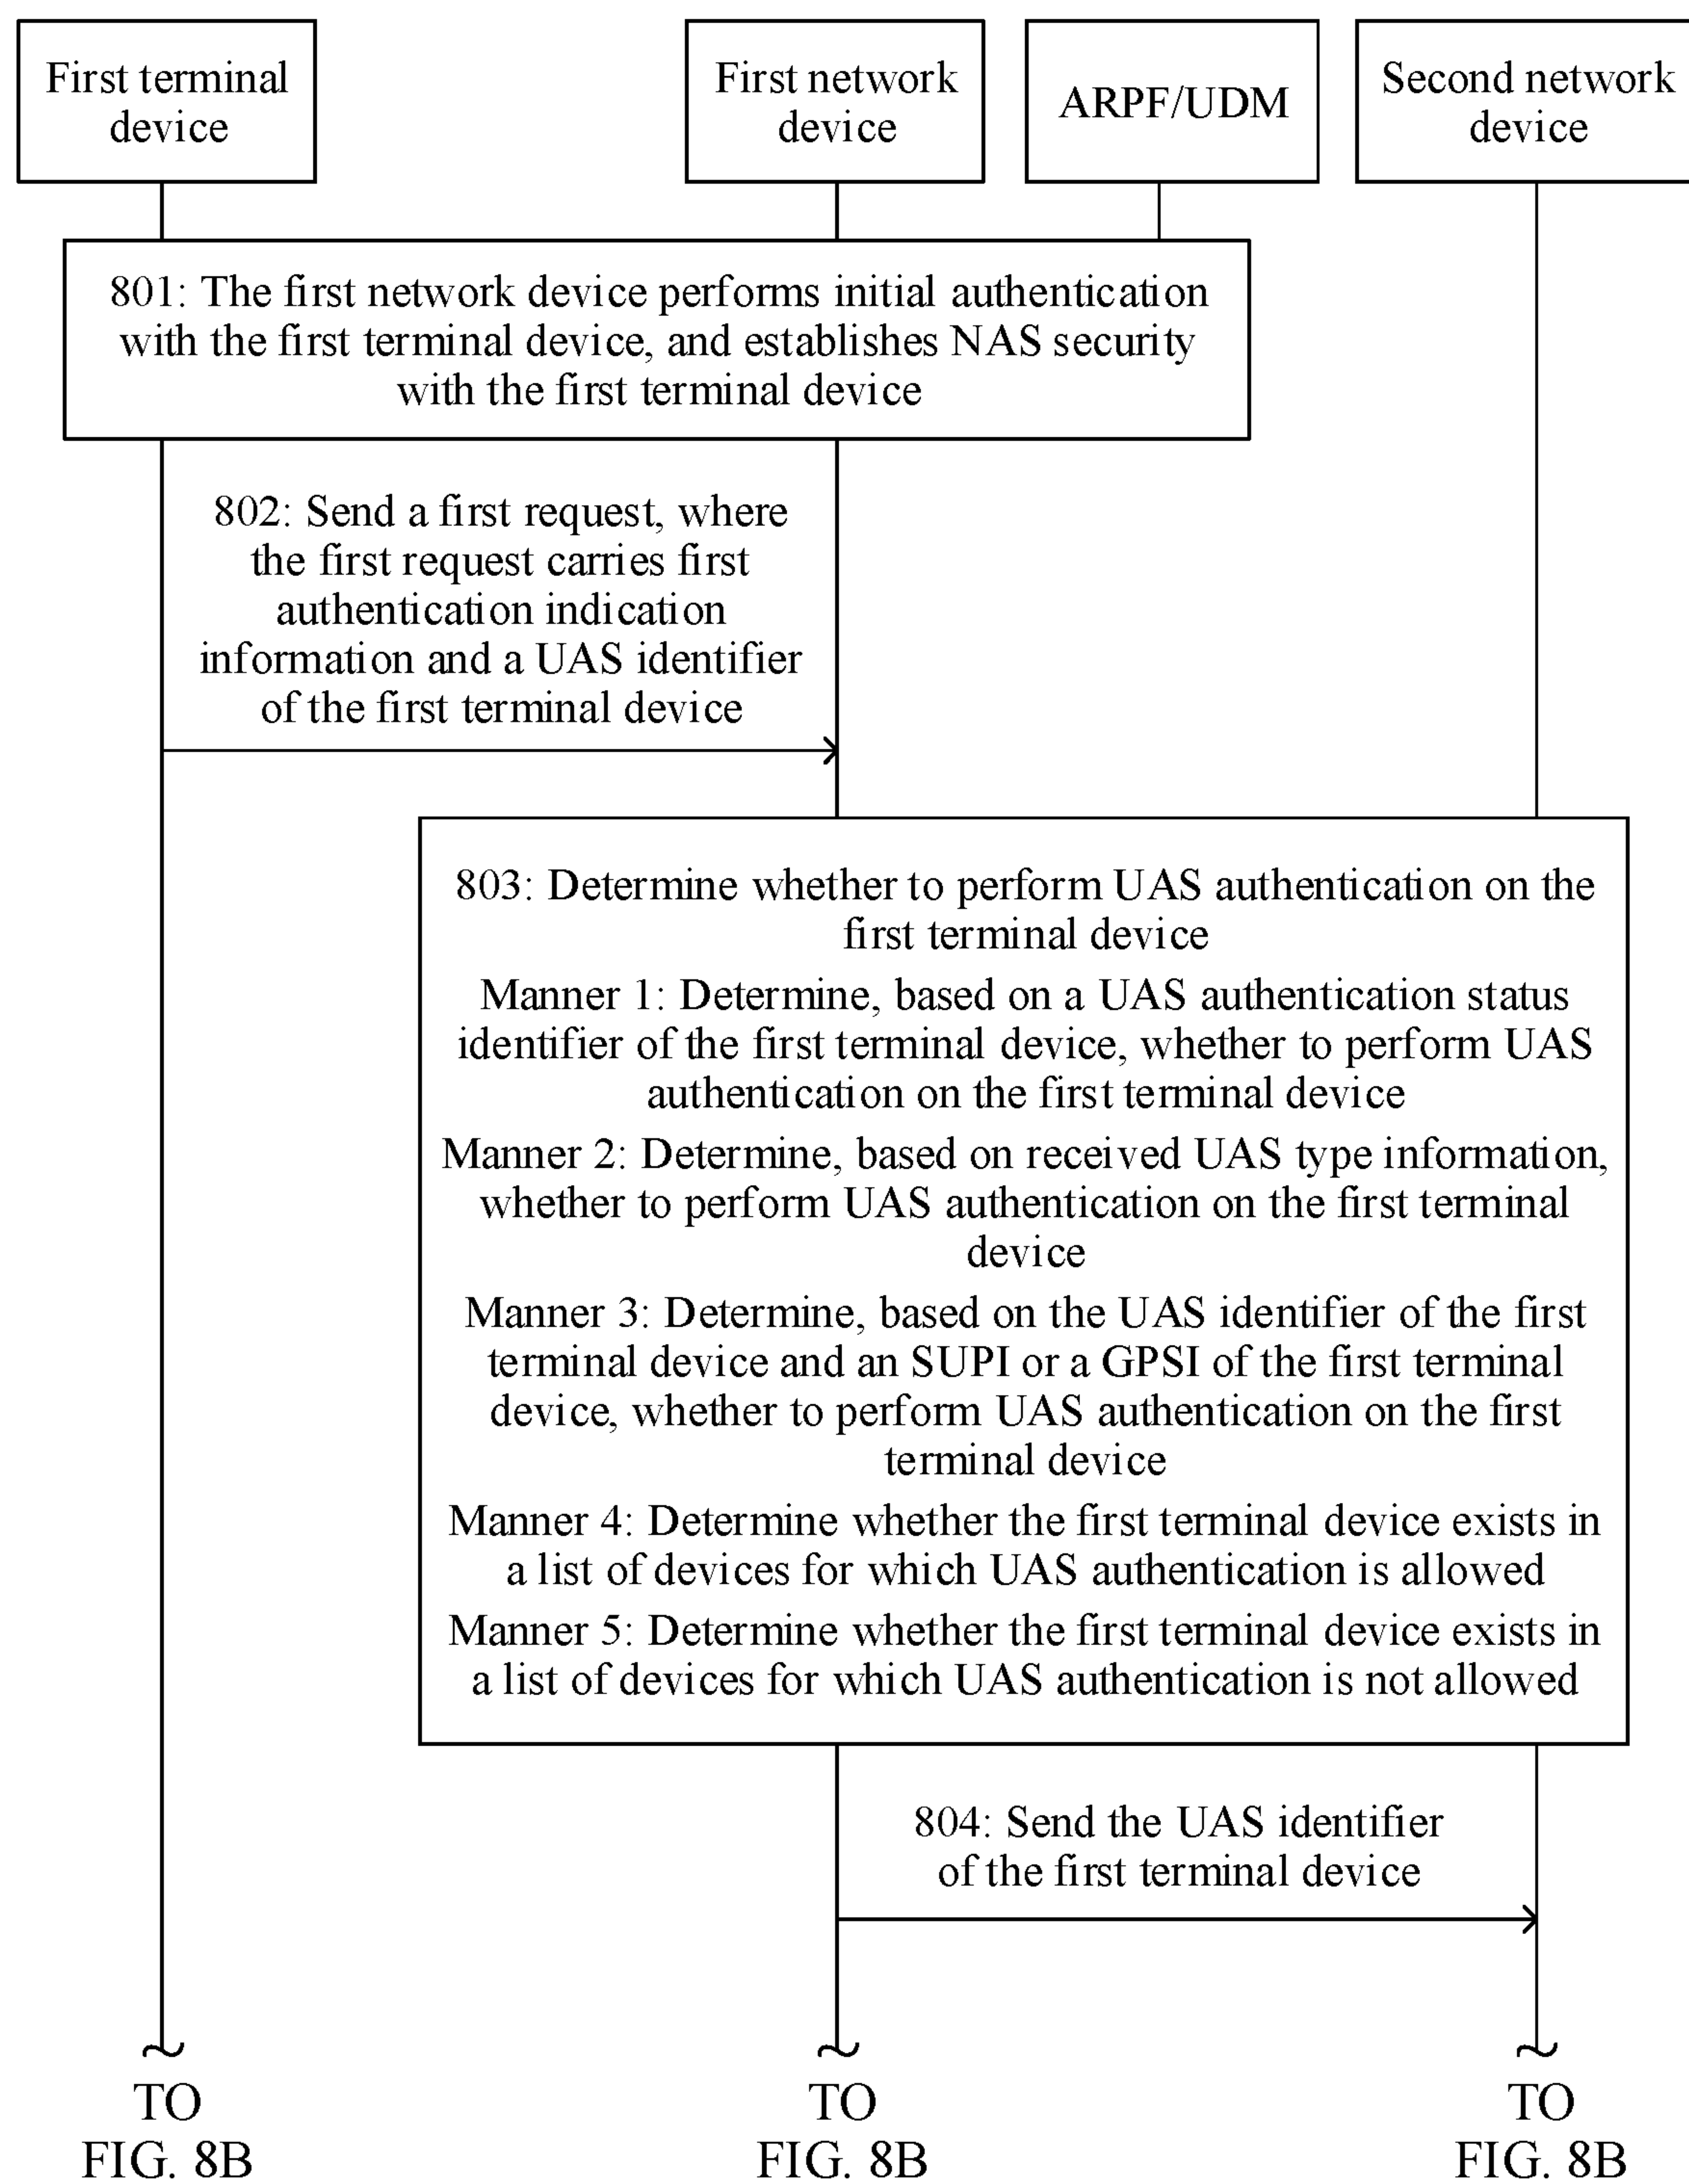 First terminal
device
First network
device
ARPF/UDM
Second network
device
801: The first network device performs initial authentication
with the first terminal device, and establishes NAS security
with the first terminal device
802: Send a first request, where
the first request carries first
authentication indication
information and a UAS identifier
of the first terminal device
803: Determine whether to perform UAS authentication on the
first terminal device
Manner 1: Determine, based on a UAS authentication status
identifier of the first terminal device, whether to perform UAS
authentication on the first terminal device
Manner 2: Determine, based on received UAS type information,
whether to perform UAS authentication on the first terminal
device
Manner 3: Determine, based on the UAS identifier of the first
terminal device and an SUPI or a GPSI of the first terminal
device, whether to perform UAS authentication on the first
terminal device
Manner 4: Determine whether the first terminal device exists in
a list of devices for which UAS authentication is allowed
Manner 5: Determine whether the first terminal device exists in
a list of devices for which UAS authentication is not allowed
804: Send the UAS identifier
of the first terminal device
TO
FIG. 8B
TO
FIG. 8B
TO
FIG. 8B